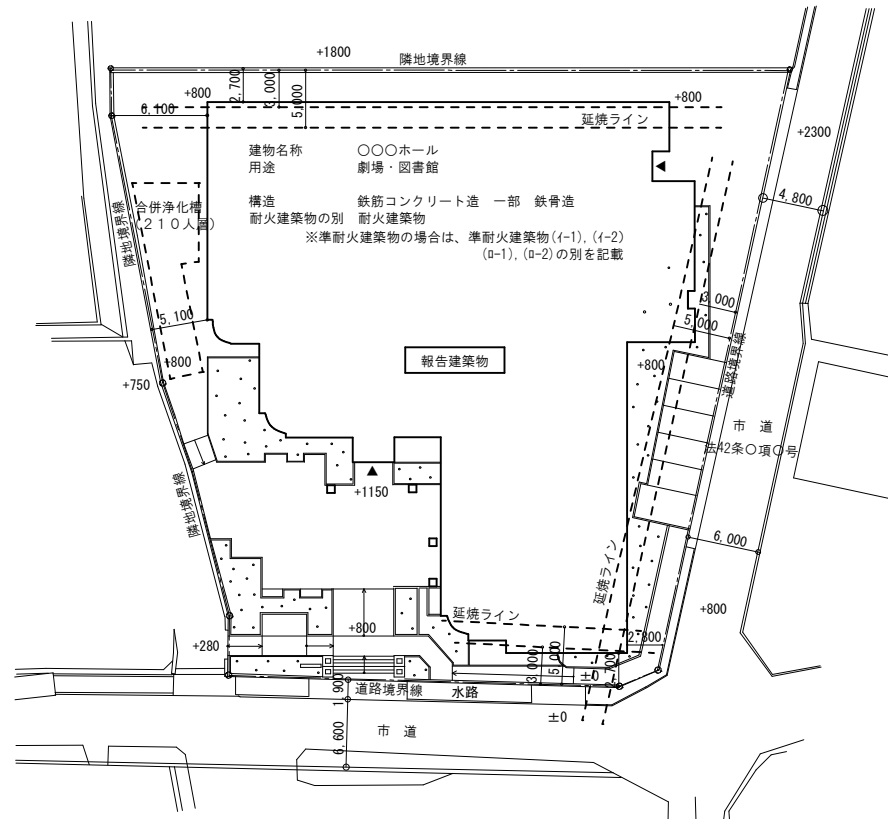 +1800
隣地境界線
2,700
3,000
5,000
+800
6,100
+800
延焼ライン
+2300
建物名称 ○○○ホール
用途 劇場・図書館
構造 鉄筋コンクリート造 一部 鉄骨造
耐火建築物の別 耐火建築物
※準耐火建築物の場合は、準耐火建築物(イ-1),(イ-2)
(ロ-1),(ロ-2)の別を記載
合併浄化槽
(210人層)
隣地境界線
4,800
5,100
3,000
5,000
+800
+750
報告建築物
+800
道路境界線
市 道
法42条○項○号
+1150
隣地境界線
6,000
延焼ライン
延焼ライン
+800
+280
+800
2,800
3,000
5,000
±0
1,900
道路境界線
水路
±0
市 道
6,600